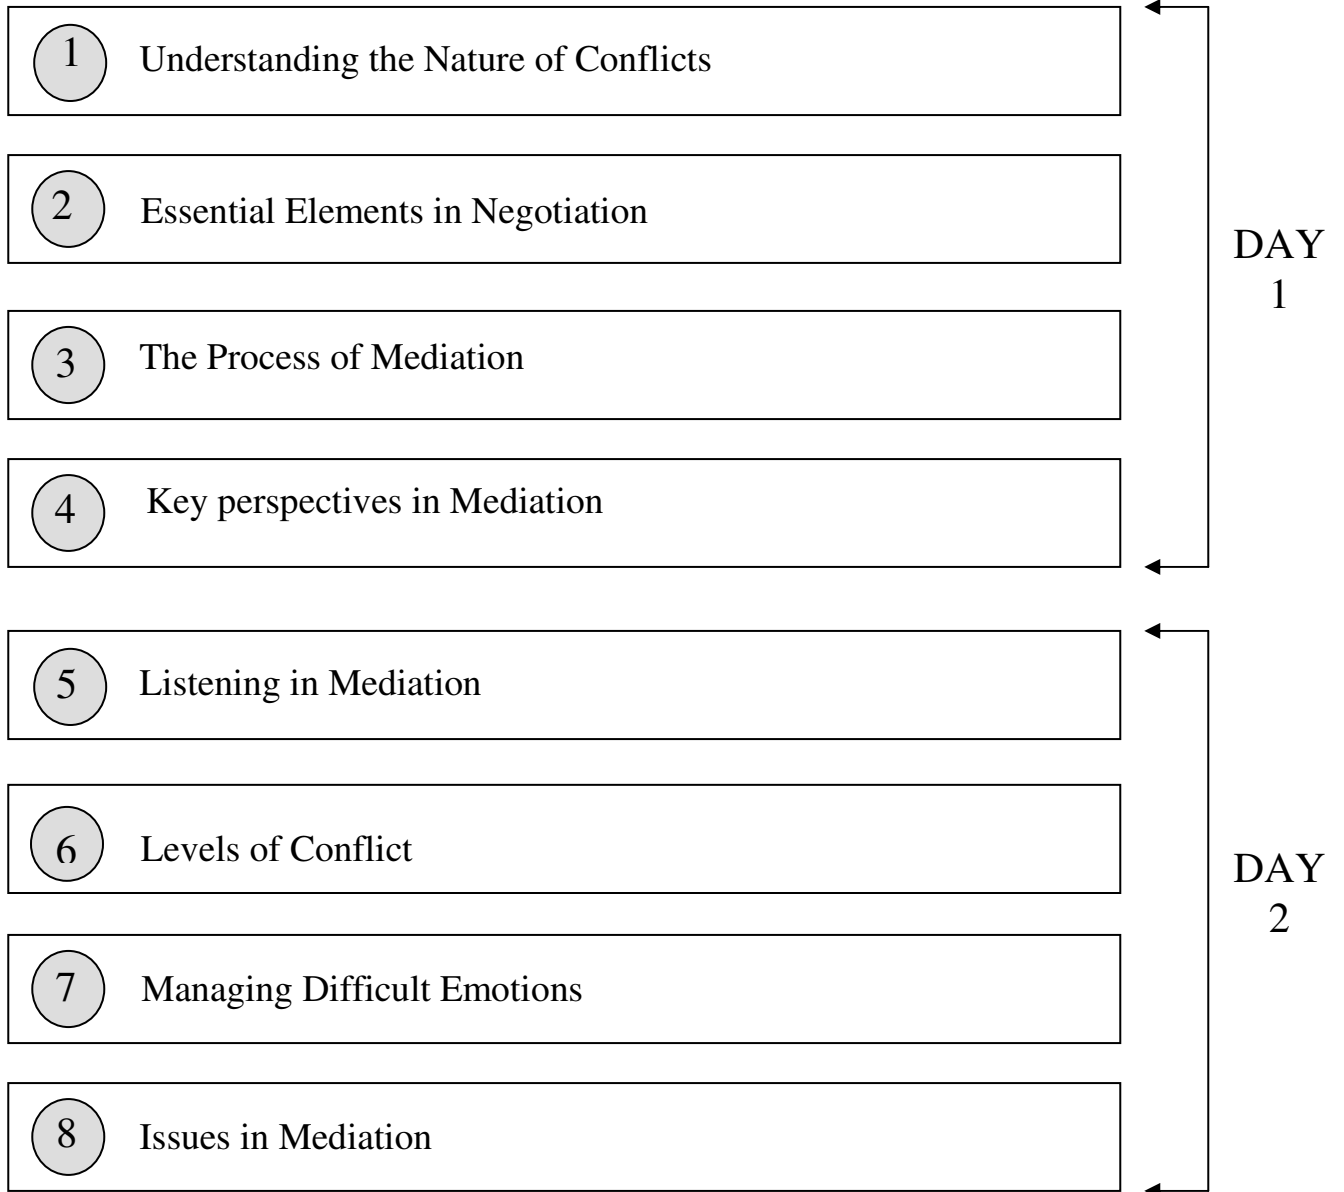 1 Understanding the Nature of Conflicts
2 Essential Elements in Negotiation
DAY
1
3 The Process of Mediation
4 Key perspectives in Mediation
5 Listening in Mediation
6 Levels of Conflict
DAY
2
7 Managing Difficult Emotions
8 Issues in Mediation